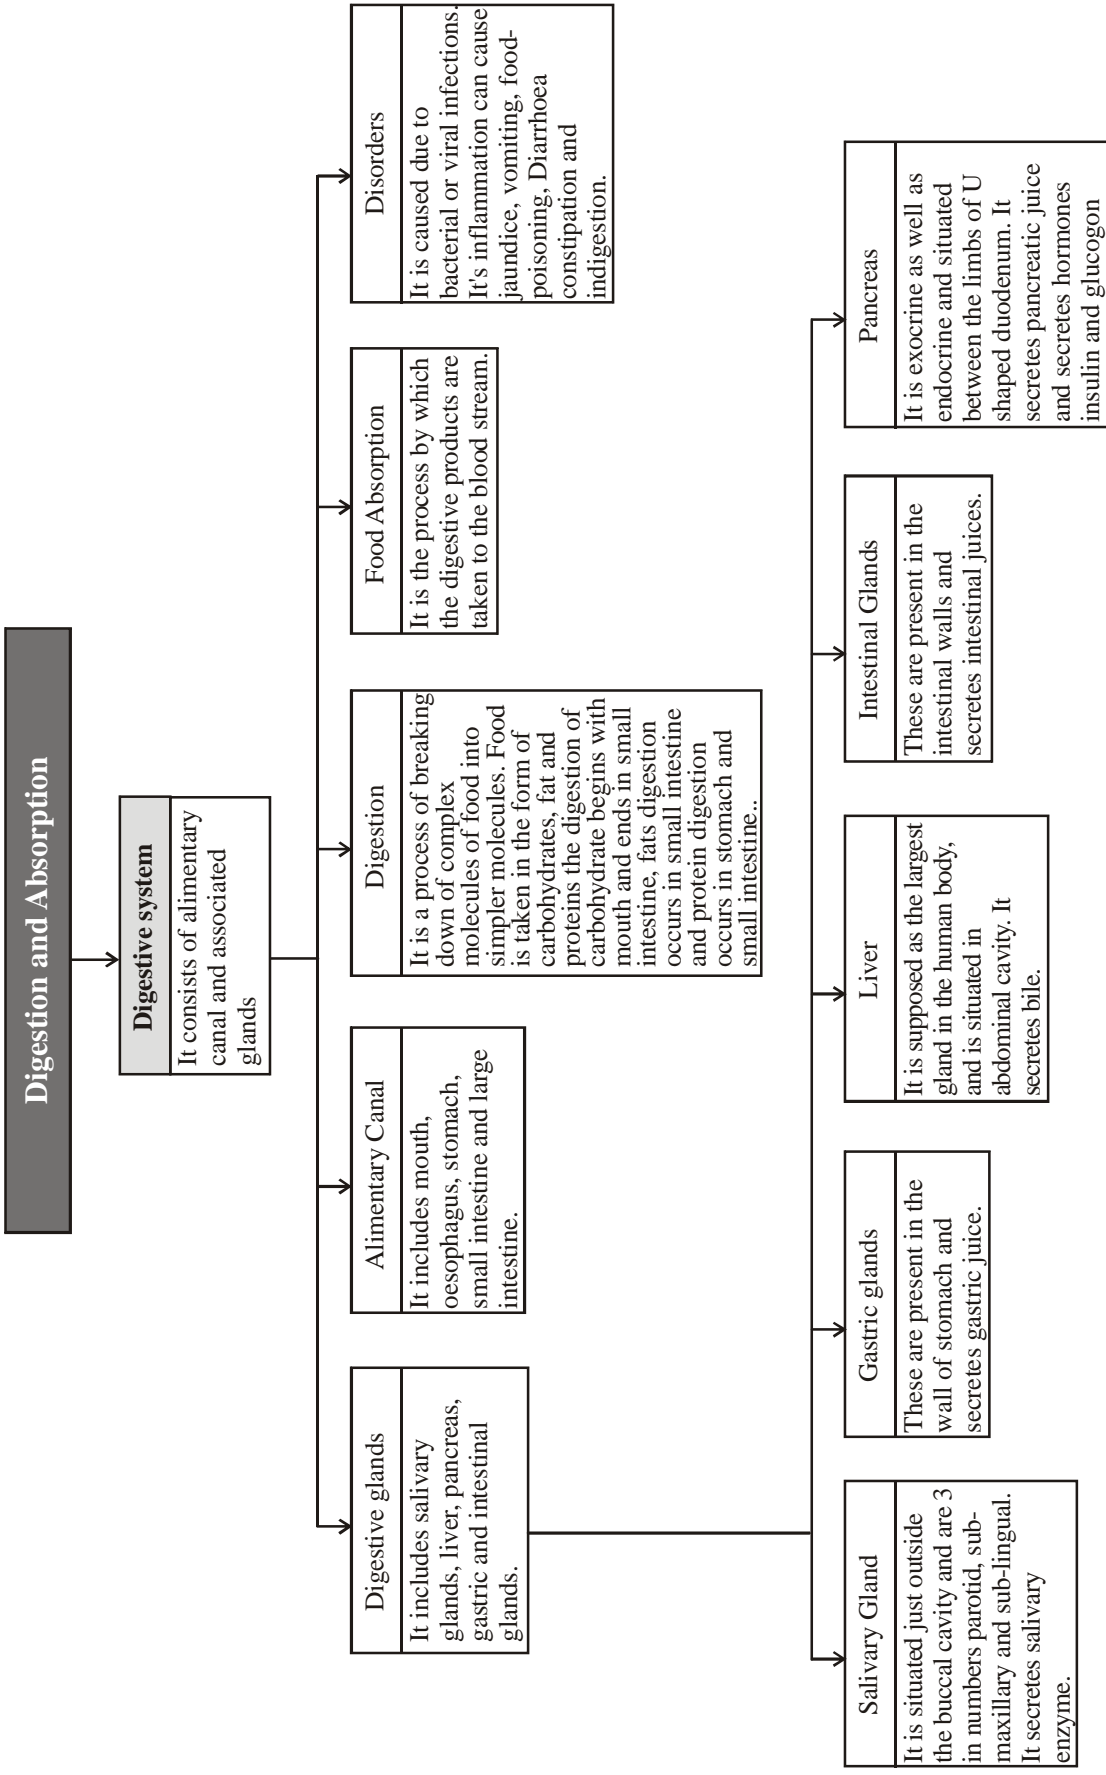 Digestion and Absorption
Digestive system
It consists of alimentary
canal and associated
glands
Digestive glands
It includes salivary
glands, liver, pancreas,
gastric and intestinal
glands.
Alimentary Canal
It includes mouth,
oesophagus, stomach,
small intestine and large
intestine.
Digestion
It is a process of breaking
down of complex
molecules of food into
simpler molecules. Food
is taken in the form of
carbohydrates, fat and
proteins the digestion of
carbohydrate begins with
mouth and ends in small
intestine, fats digestion
occurs in small intestine
and protein digestion
occurs in stomach and
small intestine..
Food Absorption
It is the process by which
the digestive products are
taken to the blood stream.
Disorders
It is caused due to
bacterial or viral infections.
It's inflammation can cause
jaundice, vomiting, food-
poisoning, Diarrhoea
constipation and
indigestion.
Salivary Gland
It is situated just outside
the buccal cavity and are 3
in numbers parotid, sub-
maxillary and sub-lingual.
It secretes salivary
enzyme.
Gastric glands
These are present in the
wall of stomach and
secretes gastric juice.
Liver
It is supposed as the largest
gland in the human body,
and is situated in
abdominal cavity. It
secretes bile.
Intestinal Glands
These are present in the
intestinal walls and
secretes intestinal juices.
Pancreas
It is exocrine as well as
endocrine and situated
between the limbs of U
shaped duodenum. It
secretes pancreatic juice
and secretes hormones
insulin and glucogon